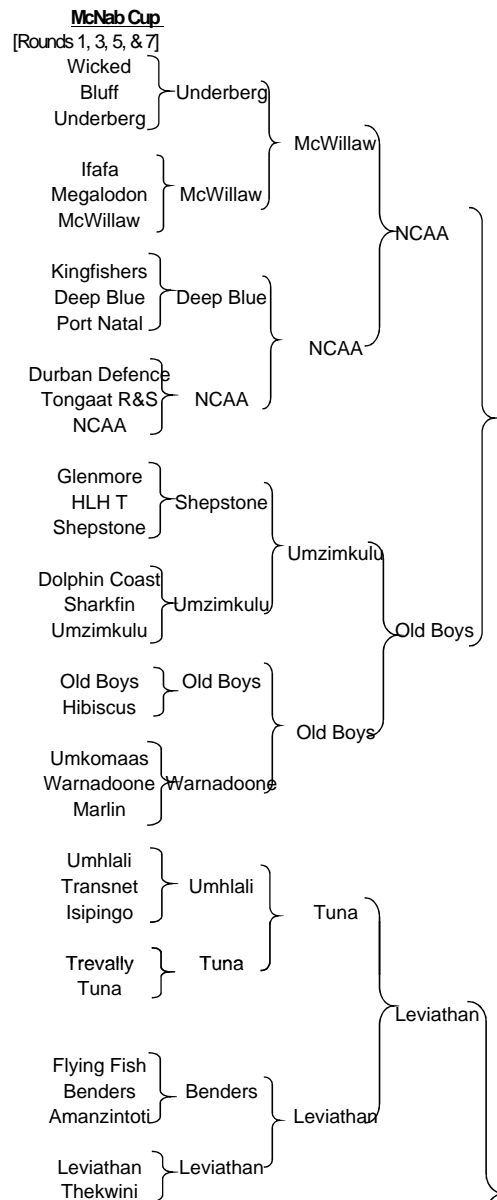 McNab Cup
[Rounds 1, 3, 5, & 7]
Wicked
Bluff
Underberg
Underberg
McWillaw
Ifafa
Megalodon
McWillaw
McWillaw
NCAA
Kingfishers
Deep Blue
Port Natal
Deep Blue
NCAA
Durban Defence
Tongaat R&S
NCAA
NCAA
Glenmore
HLH T
Shepstone
Shepstone
Umzimkulu
Dolphin Coast
Sharkfin
Umzimkulu
Umzimkulu
Old Boys
Old Boys
Hibiscus
Old Boys
Old Boys
Umkomaas
Warnadoone
Marlin
Warnadoone
Umhlali
Transnet
Isipingo
Umhlali
Tuna
Trevally
Tuna
Tuna
Leviathan
Flying Fish
Benders
Amanzintoti
Benders
Leviathan
Leviathan
Thekwini
Leviathan